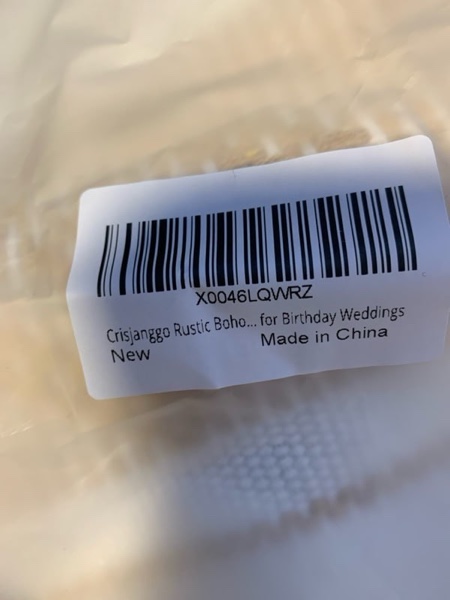 X0046LQWRZ
Crisjanggo Rustic Boho... for Birthday Weddings
New Made in China